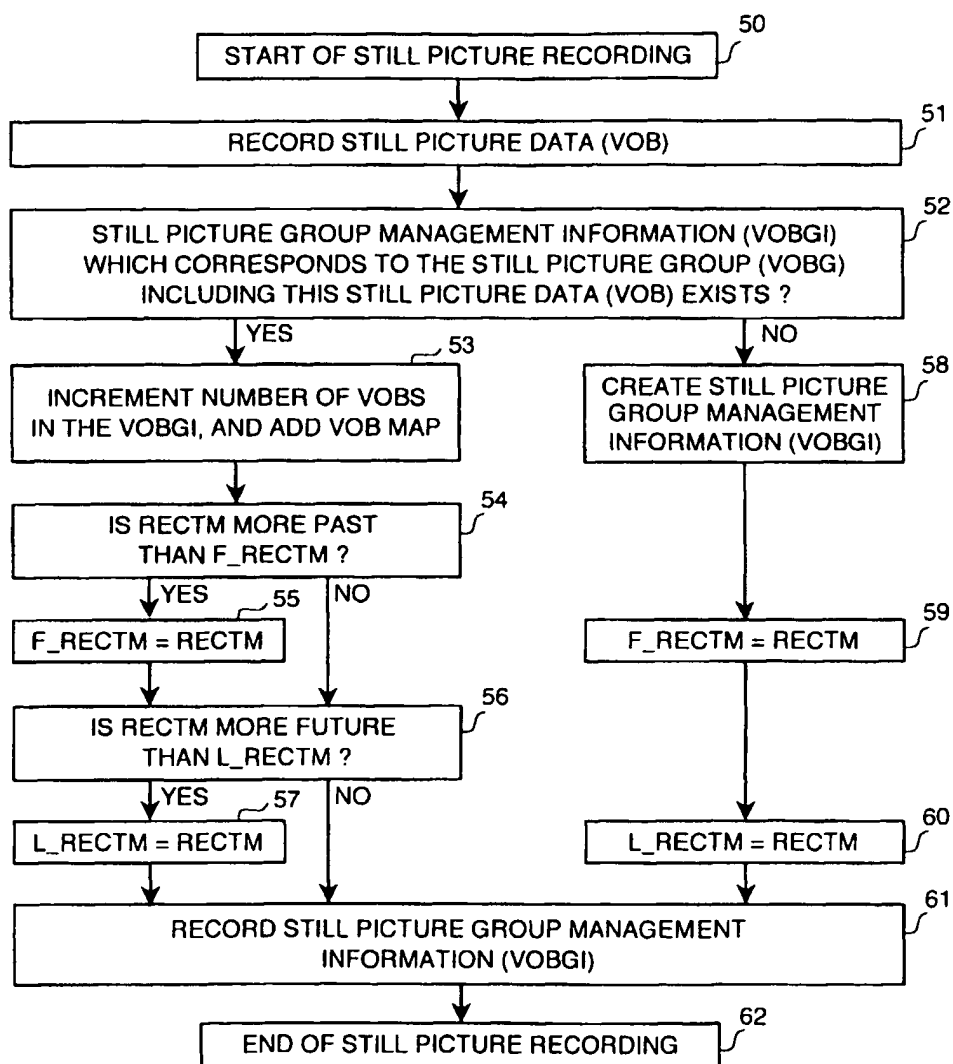 50
START OF STILL PICTURE RECORDING
51
RECORD STILL PICTURE DATA (VOB)
52
STILL PICTURE GROUP MANAGEMENT INFORMATION (VOBGI)
WHICH CORRESPONDS TO THE STILL PICTURE GROUP (VOBG)
INCLUDING THIS STILL PICTURE DATA (VOB) EXISTS ?
YES
NO
53
INCREMENT NUMBER OF VOBS
IN THE VOBGI, AND ADD VOB MAP
58
CREATE STILL PICTURE
GROUP MANAGEMENT
INFORMATION (VOBGI)
54
IS RECTM MORE PAST
THAN F_RECTM ?
YES
NO
55
F_RECTM = RECTM
59
F_RECTM = RECTM
56
IS RECTM MORE FUTURE
THAN L_RECTM ?
YES
NO
57
L_RECTM = RECTM
60
L_RECTM = RECTM
61
RECORD STILL PICTURE GROUP MANAGEMENT
INFORMATION (VOBGI)
62
END OF STILL PICTURE RECORDING